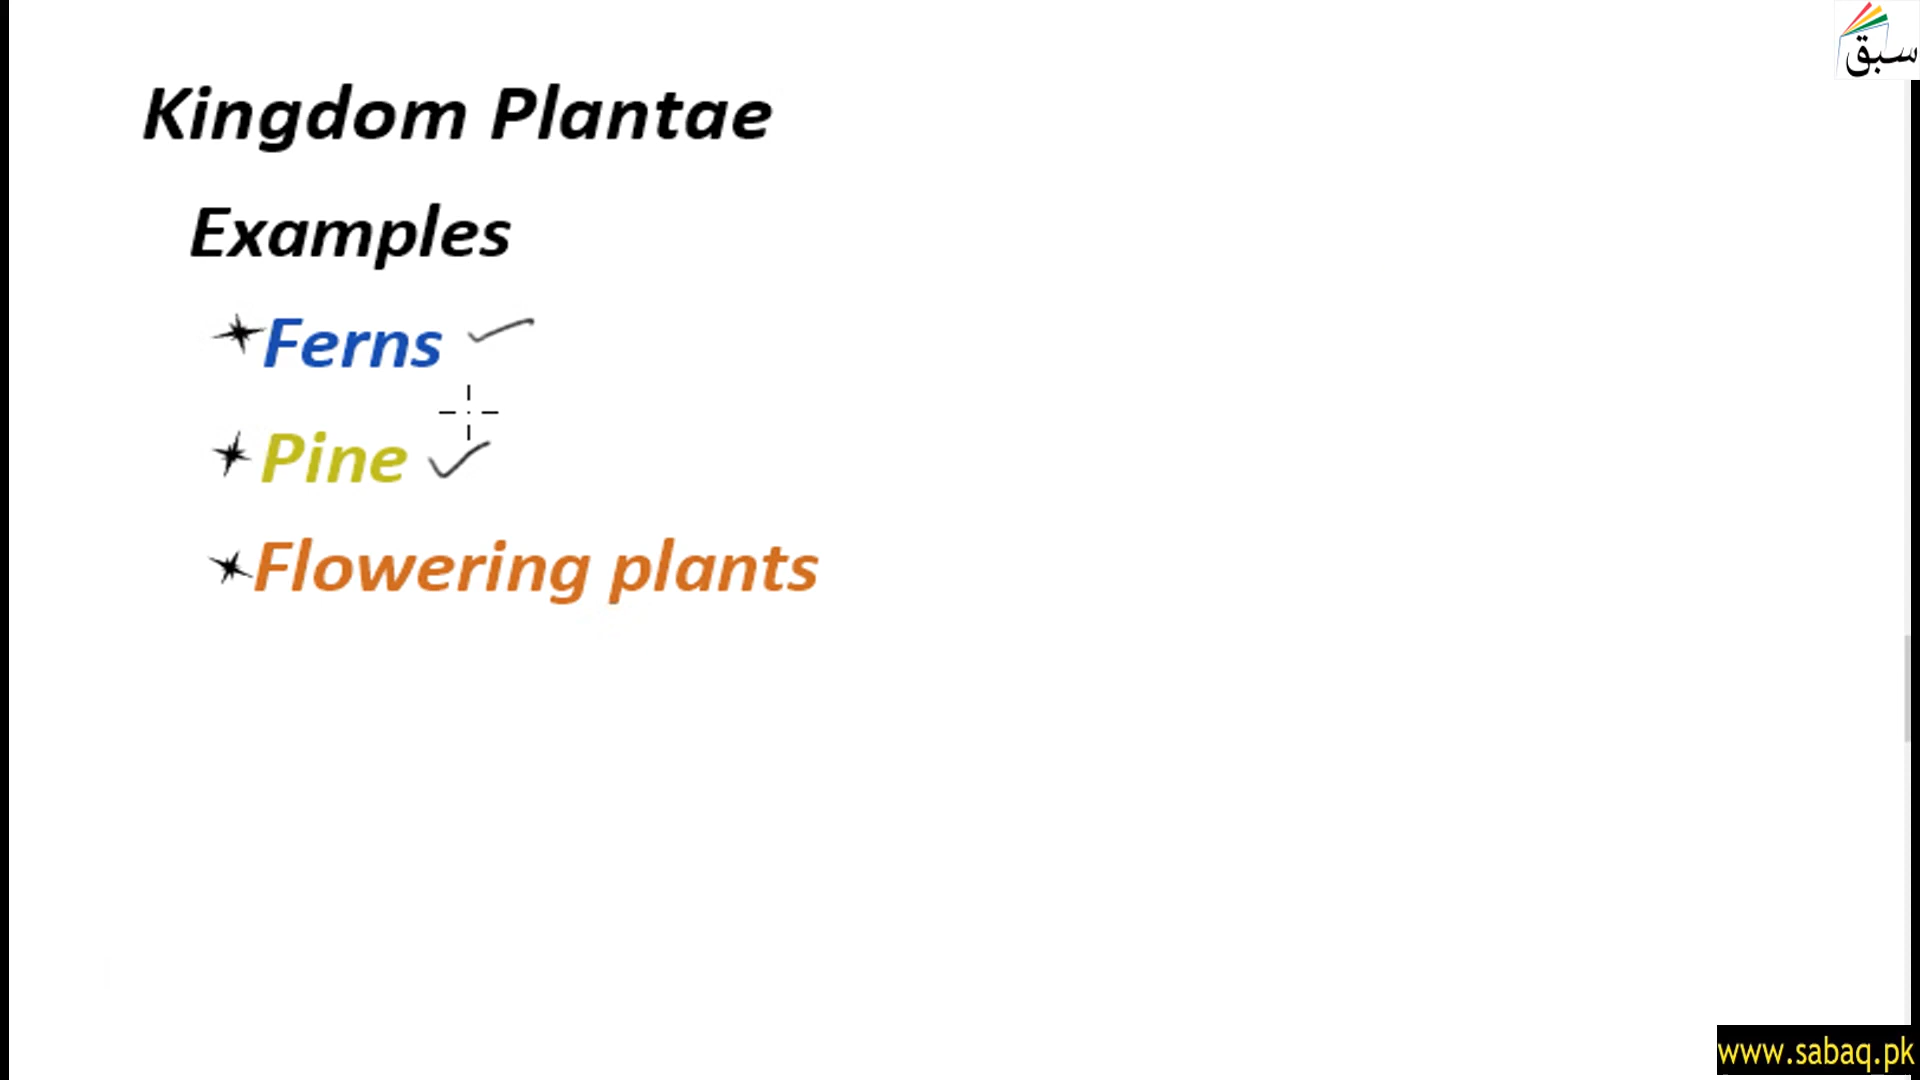 سبق
Kingdom Plantae
Examples
Ferns
Pine
Flowering plants
www.sabaq.pk